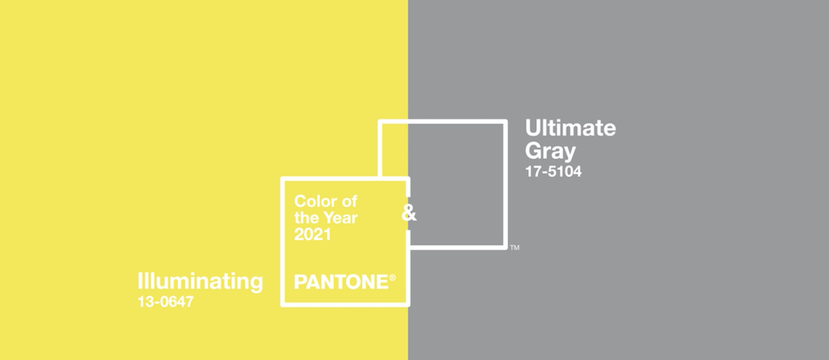 Ultimate
Gray
17-5104
Color of
the Year
2021
&
PANTONE®
™
Illuminating
13-0647